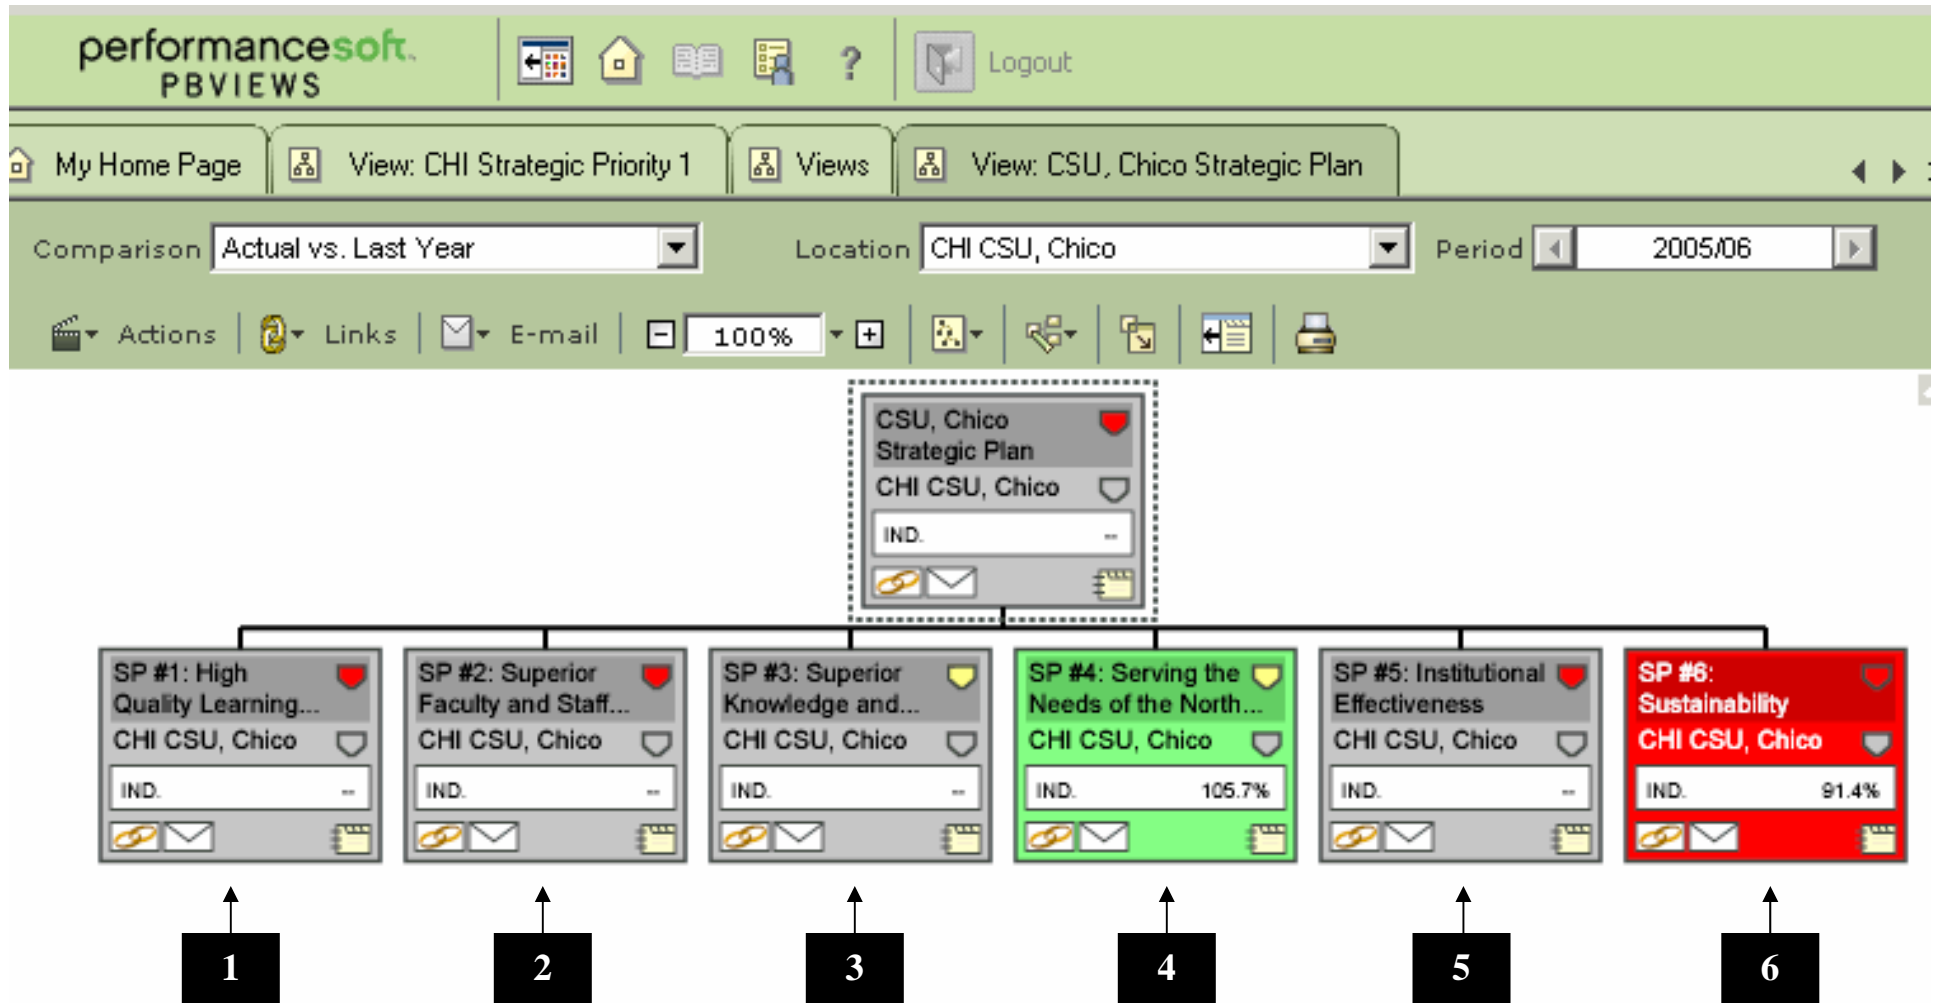 performancesoft™
PBVIEWS
? Logout
My Home Page View: CHI Strategic Priority 1 Views View: CSU, Chico Strategic Plan
Comparison Actual vs. Last Year Location CHI CSU, Chico Period 2005/06
Actions Links E-mail 100%
CSU, Chico
Strategic Plan
CHI CSU, Chico
IND. --
SP #1: High
Quality Learning...
CHI CSU, Chico
IND. --
SP #2: Superior
Faculty and Staff...
CHI CSU, Chico
IND. --
SP #3: Superior
Knowledge and...
CHI CSU, Chico
IND. --
SP #4: Serving the
Needs of the North...
CHI CSU, Chico
IND. 105.7%
SP #5: Institutional
Effectiveness
CHI CSU, Chico
IND. --
SP #6:
Sustainability
CHI CSU, Chico
IND. 91.4%
1 2 3 4 5 6